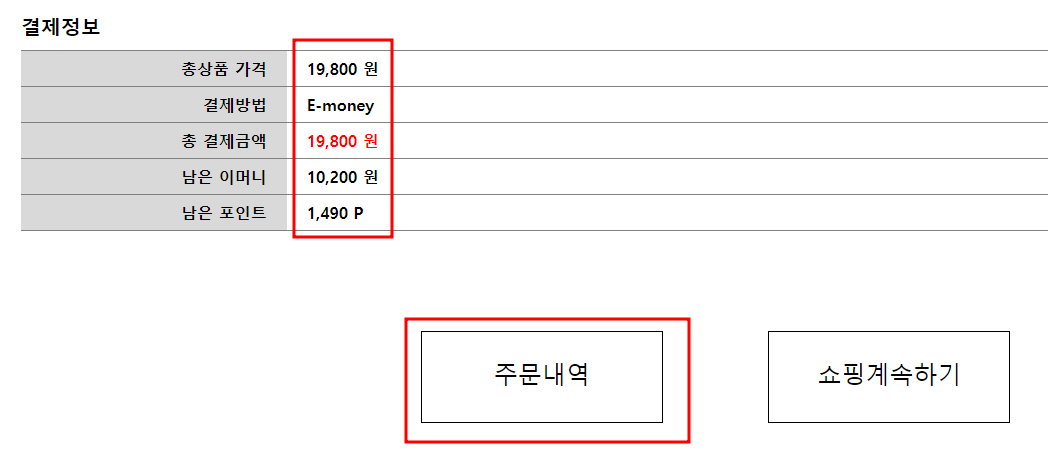 결제정보
총상품 가격 19,800 원
결제방법 E-money
총 결제금액 19,800 원
남은 이머니 10,200 원
남은 포인트 1,490 P
주문내역 쇼핑계속하기